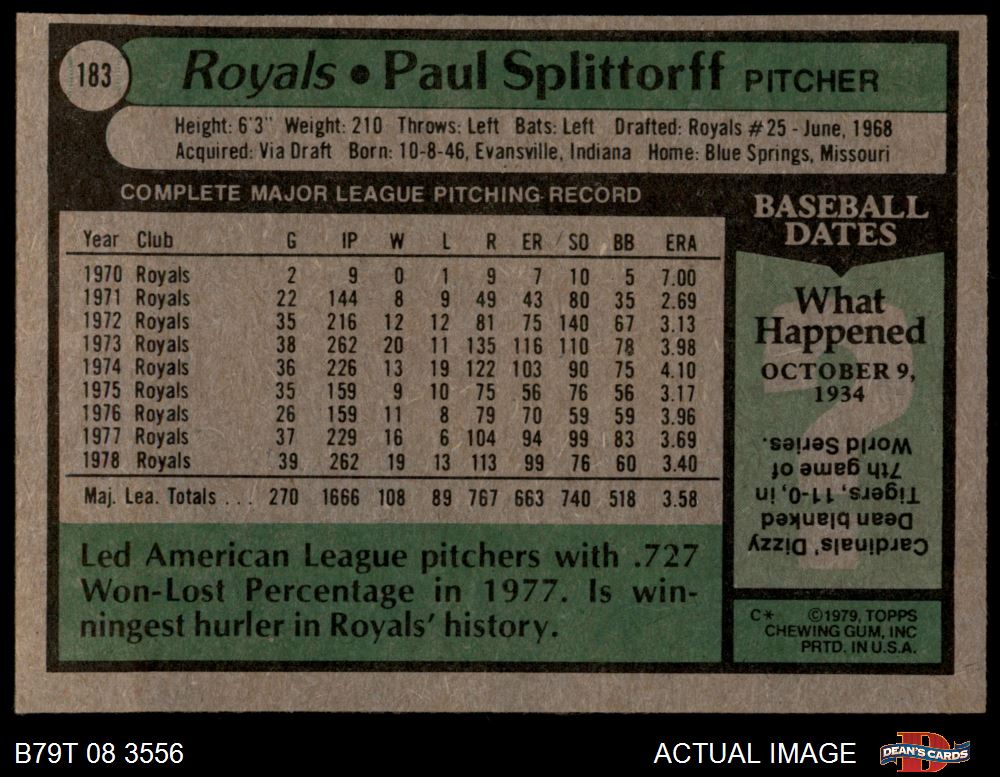 183
Royals • Paul Splittorff PITCHER
Height: 6'3" Weight: 210 Throws: Left Bats: Left Drafted: Royals #25 - June, 1968
Acquired: Via Draft Born: 10-8-46, Evansville, Indiana Home: Blue Springs, Missouri
COMPLETE MAJOR LEAGUE PITCHING RECORD
Year Club G IP W L R ER SO BB ERA
1970 Royals 2 9 0 1 9 7 10 5 7.00
1971 Royals 22 144 8 9 49 43 80 35 2.69
1972 Royals 35 216 12 12 81 75 140 67 3.13
1973 Royals 38 262 20 11 135 116 110 78 3.98
1974 Royals 36 226 13 19 122 103 90 75 4.10
1975 Royals 35 159 9 10 75 56 76 56 3.17
1976 Royals 26 159 11 8 79 70 59 59 3.96
1977 Royals 37 229 16 6 104 94 99 83 3.69
1978 Royals 39 262 19 13 113 99 76 60 3.40
Maj. Lea. Totals . . . 270 1666 108 89 767 663 740 518 3.58
Led American League pitchers with .727
Won-Lost Percentage in 1977. Is win-
ningest hurler in Royals' history.
BASEBALL
DATES
What
Happened
OCTOBER 9,
1934
Cardinals' Dizzy
Dean blanked
Tigers, 11-0, in
7th game of
World Series.
C* ©1979, TOPPS
CHEWING GUM, INC
PRTD. IN U.S.A.
B79T 08 3556
ACTUAL IMAGE
DEAN'S CARDS